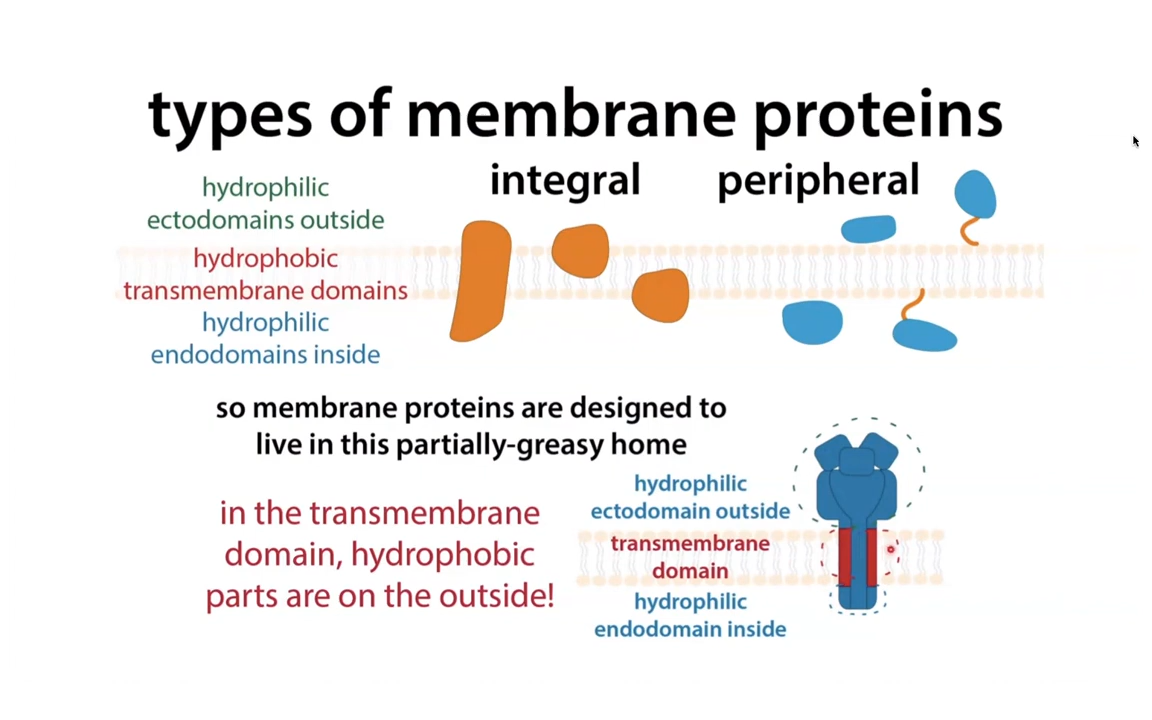 types of membrane proteins
integral
peripheral
hydrophilic
ectodomains outside
hydrophobic
transmembrane domains
hydrophilic
endodomains inside
so membrane proteins are designed to
live in this partially-greasy home
in the transmembrane
domain, hydrophobic
parts are on the outside!
hydrophilic
ectodomain outside
transmembrane
domain
hydrophilic
endodomain inside